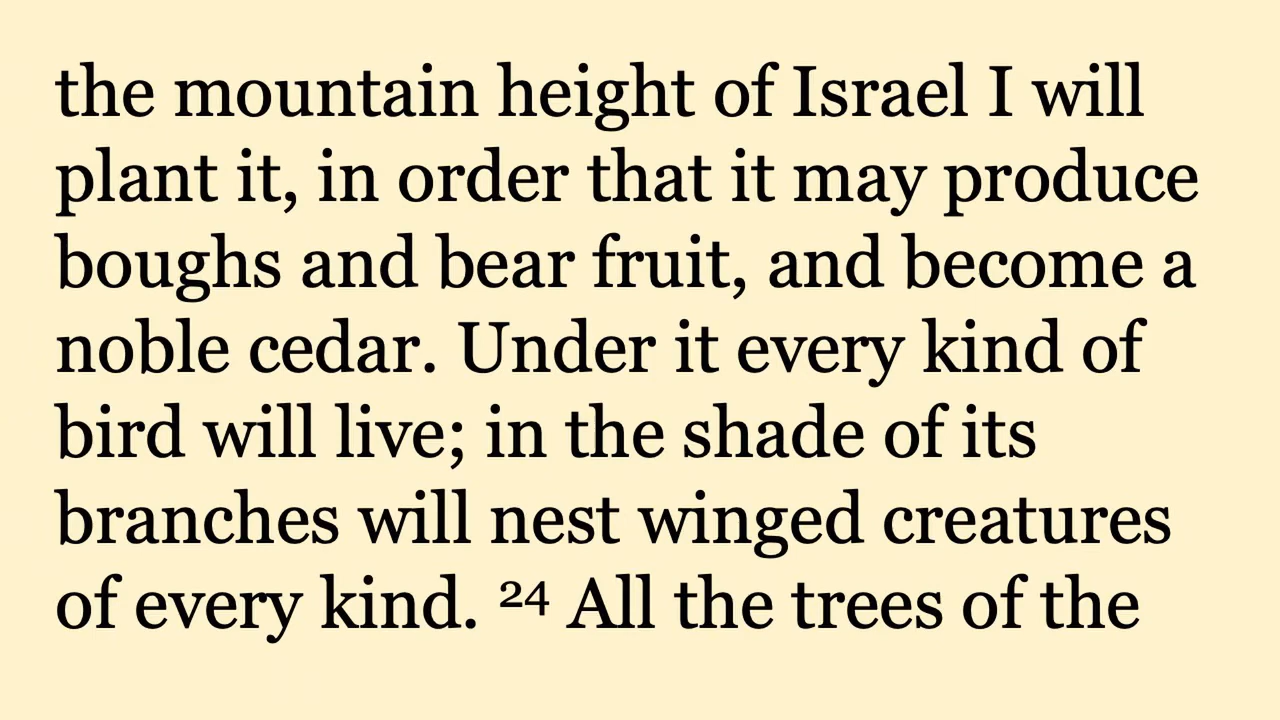 the mountain height of Israel I will
plant it, in order that it may produce
boughs and bear fruit, and become a
noble cedar. Under it every kind of
bird will live; in the shade of its
branches will nest winged creatures
of every kind. ²⁴ All the trees of the